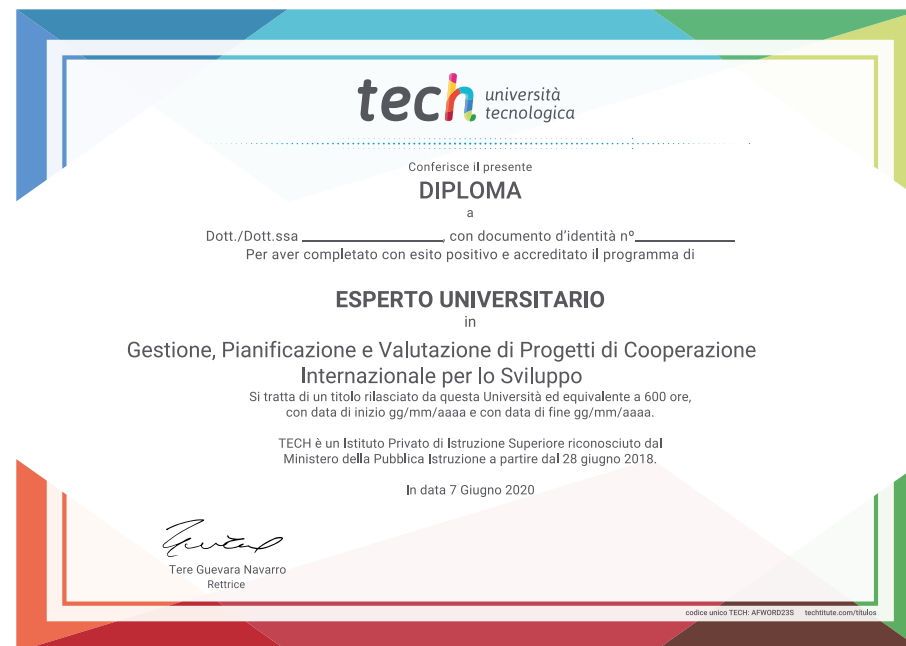 tech università
tecnologica
Conferisce il presente
DIPLOMA
a
Dott./Dott.ssa ____________________, con documento d'identità nº______________
Per aver completato con esito positivo e accreditato il programma di
ESPERTO UNIVERSITARIO
in
Gestione, Pianificazione e Valutazione di Progetti di Cooperazione
Internazionale per lo Sviluppo
Si tratta di un titolo rilasciato da questa Università ed equivalente a 600 ore,
con data di inizio gg/mm/aaaa e con data di fine gg/mm/aaaa.
TECH è un Istituto Privato di Istruzione Superiore riconosciuto dal
Ministero della Pubblica Istruzione a partire dal 28 giugno 2018.
In data 7 Giugno 2020
Tere Guevara Navarro
Rettrice
codice unico TECH: AFWORD23S techtitute.com/titulos